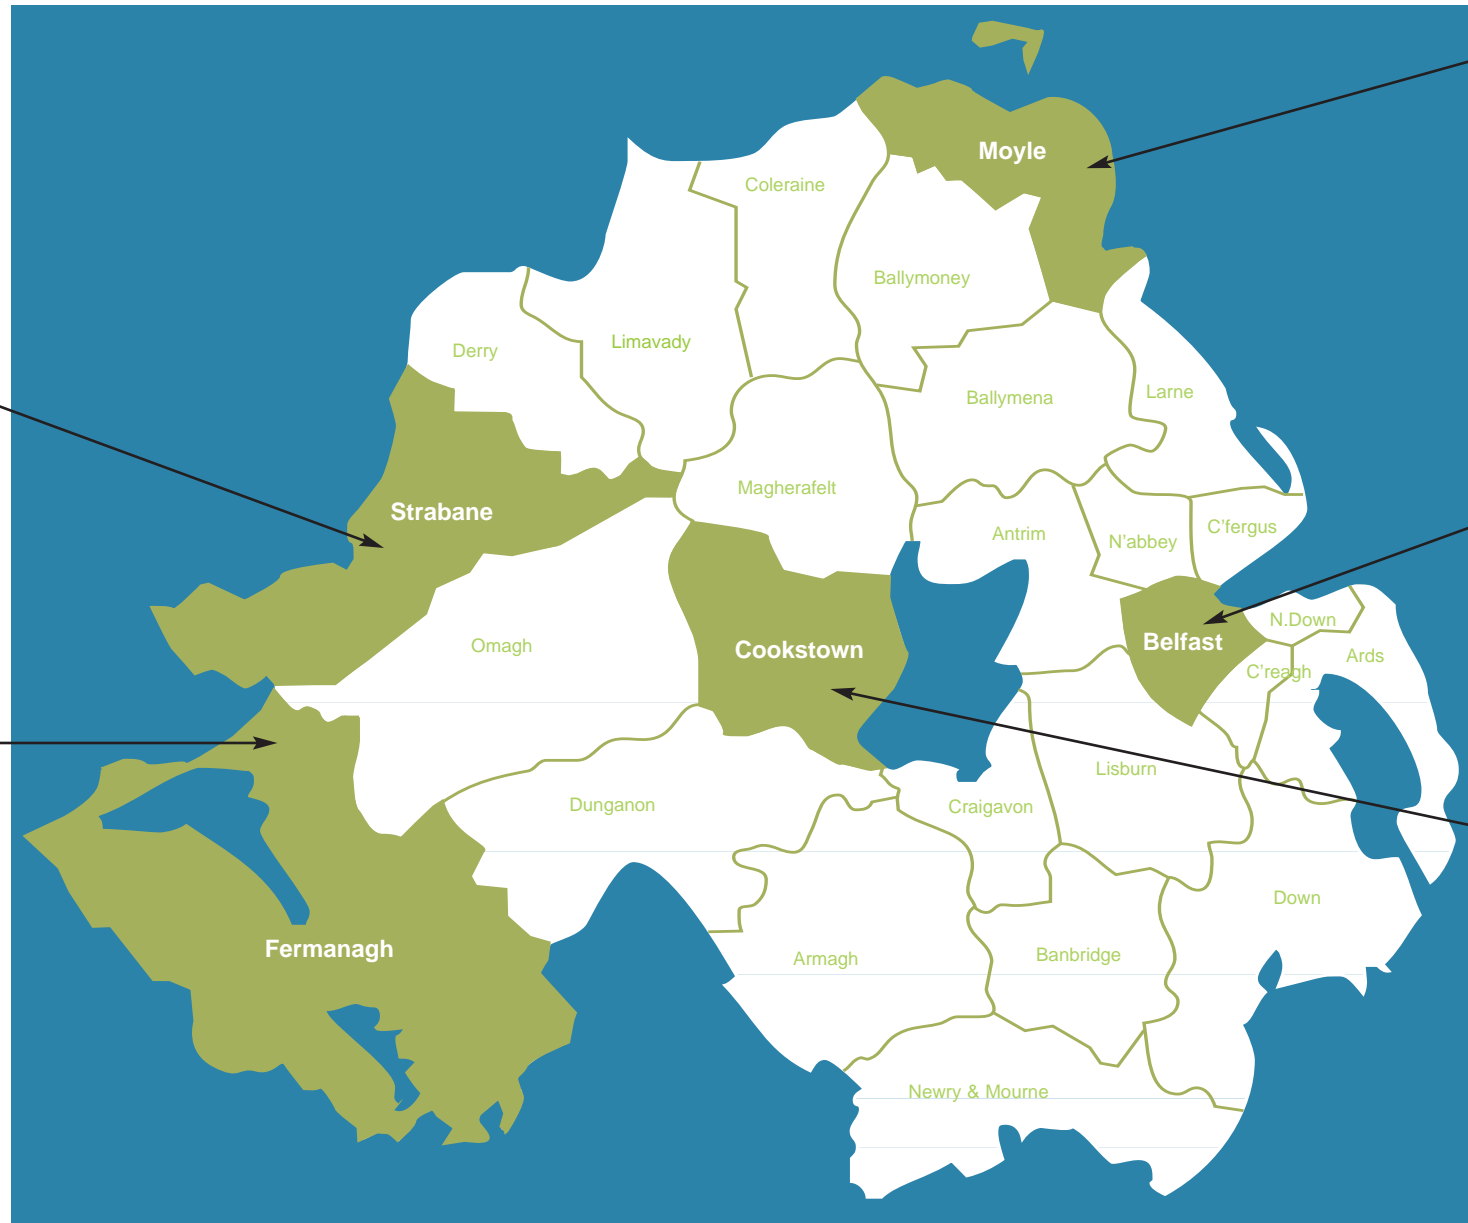 Moyle
Coleraine
Ballymoney
Limavady
Derry
Larne
Ballymena
Magherafelt
Strabane
C'fergus
Antrim
N'abbey
N.Down
Belfast
Omagh
Cookstown
Ards
C'reagh
Lisburn
Dunganon
Craigavon
Down
Fermanagh
Banbridge
Armagh
Newry & Mourne